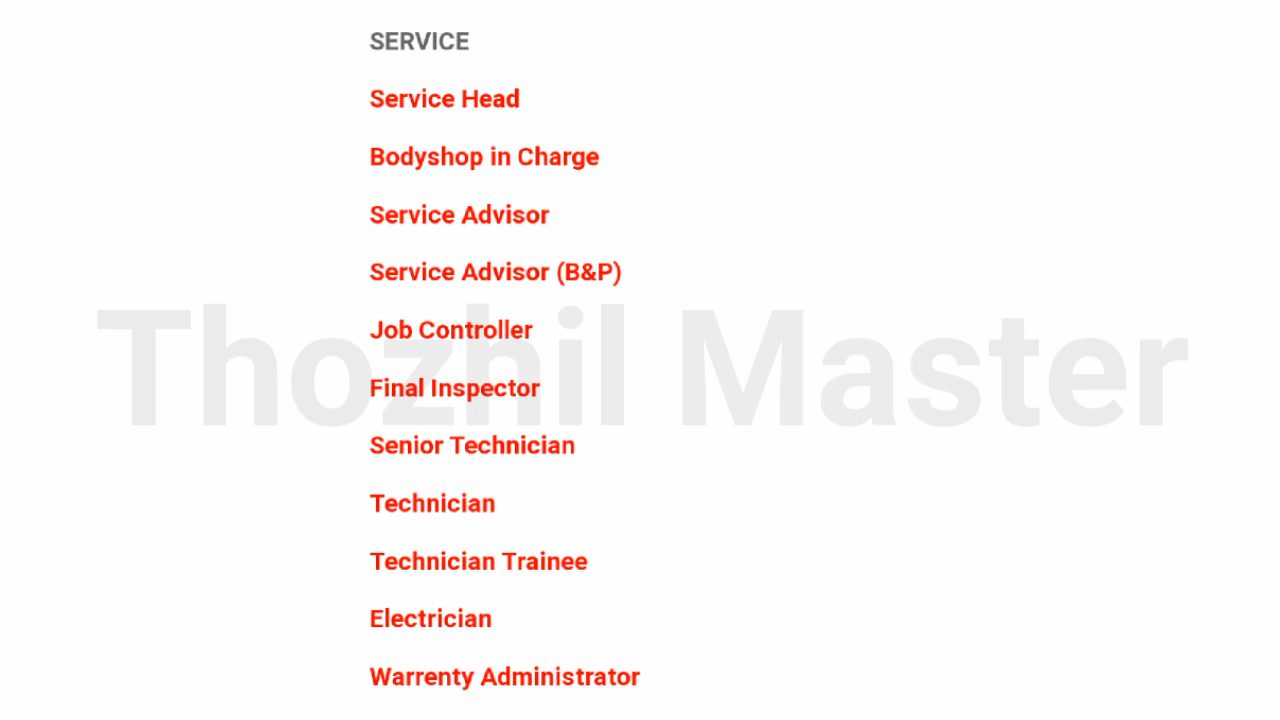 SERVICE
Service Head
Bodyshop in Charge
Service Advisor
Service Advisor (B&P)
Job Controller
Thozhil Master
Final Inspector
Senior Technician
Technician
Technician Trainee
Electrician
Warrenty Administrator